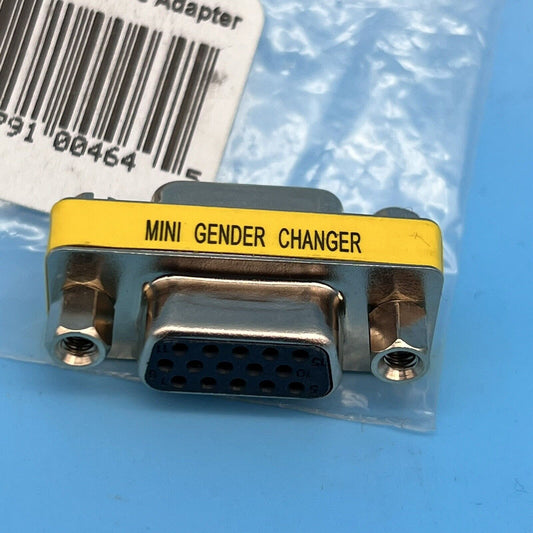 Adapter
91 00464 5
MINI GENDER CHANGER